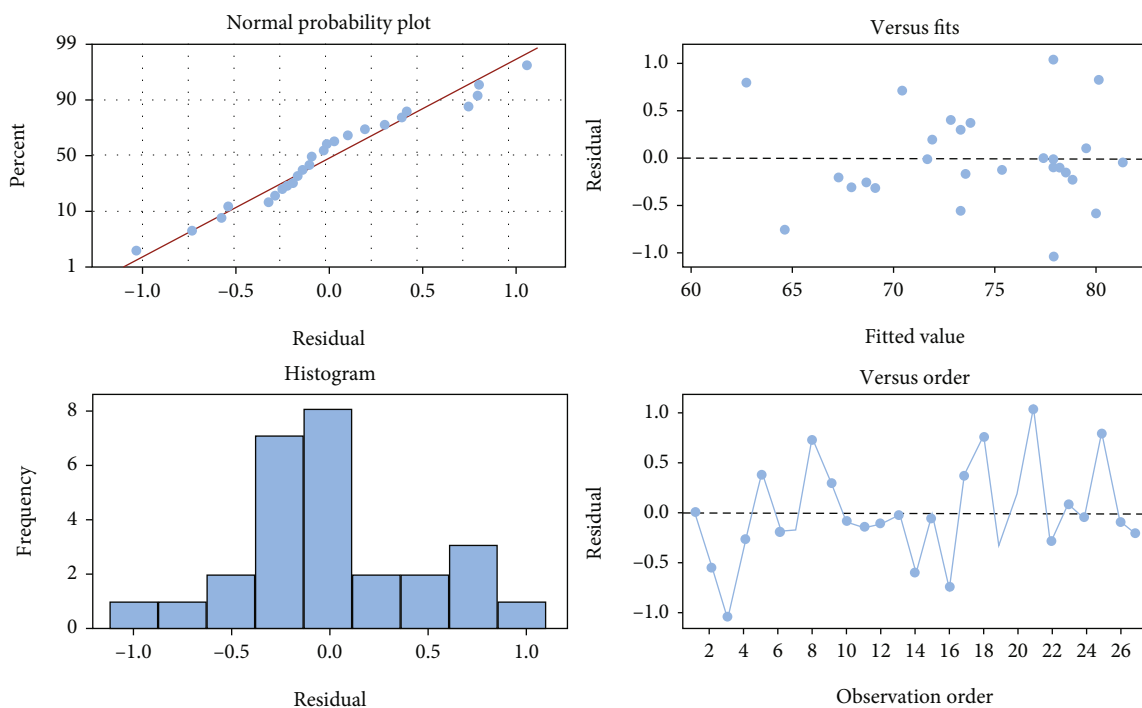 Normal probability plot
99
90
50
10
1
Percent
−1.0 −0.5 0.0 0.5 1.0
Residual
Versus fits
1.0
0.5
0.0
−0.5
−1.0
Residual
60 65 70 75 80
Fitted value
Histogram
8
6
4
2
0
Frequency
−1.0 −0.5 0.0 0.5 1.0
Residual
Versus order
1.0
0.5
0.0
−0.5
−1.0
Residual
2 4 6 8 10 12 14 16 18 20 22 24 26
Observation order